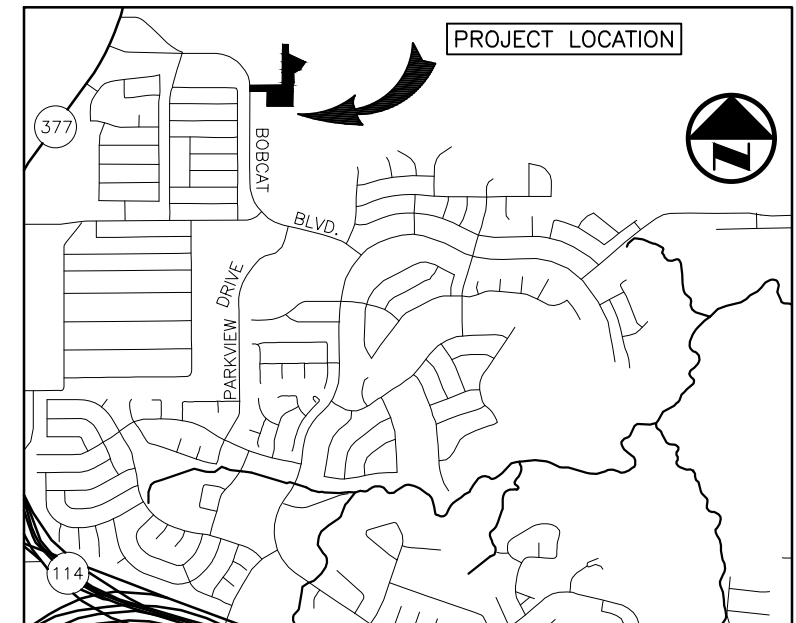 PROJECT LOCATION
377
BOBCAT
BLVD.
PARKVIEW DRIVE
N
114